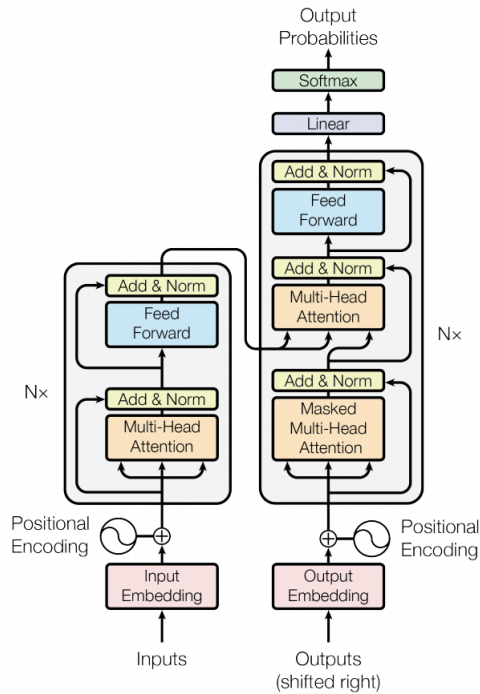 Output
Probabilities
Softmax
Linear
Add & Norm
Feed
Forward
Add & Norm
Multi-Head
Attention
Add & Norm
Masked
Multi-Head
Attention
Nx
Add & Norm
Feed
Forward
Add & Norm
Multi-Head
Attention
Nx
Positional
Encoding
Positional
Encoding
Input
Embedding
Output
Embedding
Inputs
Outputs
(shifted right)